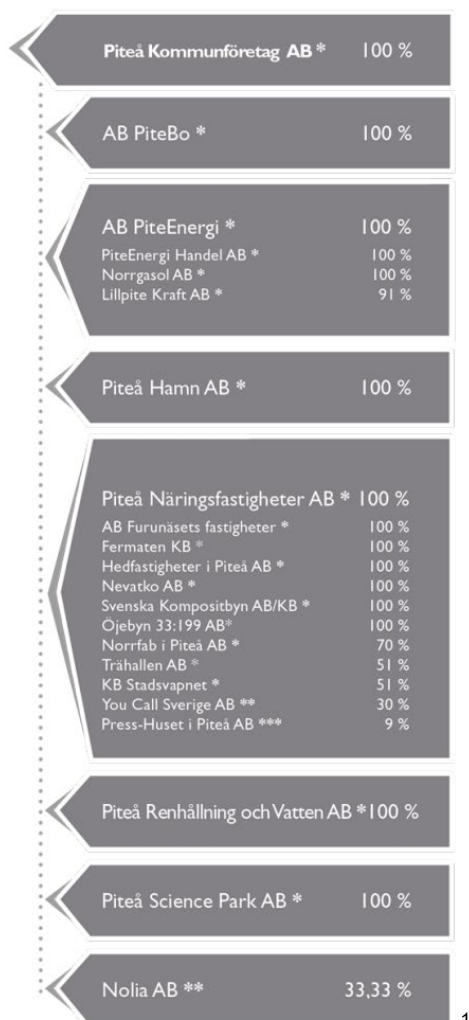 Piteå Kommunföretag AB * 100 %
AB PiteBo * 100 %
AB PiteEnergi * 100 %
PiteEnergi Handel AB * 100 %
Norrgasol AB * 100 %
Lillpite Kraft AB * 91 %
Piteå Hamn AB * 100 %
Piteå Näringsfastigheter AB * 100 %
AB Furunäsets fastigheter * 100 %
Fermaten KB * 100 %
Hedfastigheter i Piteå AB * 100 %
Nevatko AB * 100 %
Svenska Kompositbyn AB/KB * 100 %
Öjebyn 33:199 AB* 100 %
Norrfab i Piteå AB * 70 %
Trähallen AB * 51 %
KB Stadsvapnet * 51 %
You Call Sverige AB ** 30 %
Press-Huset i Piteå AB *** 9 %
Piteå Renhållning och Vatten AB *100 %
Piteå Science Park AB * 100 %
Nolia AB ** 33,33 %
1